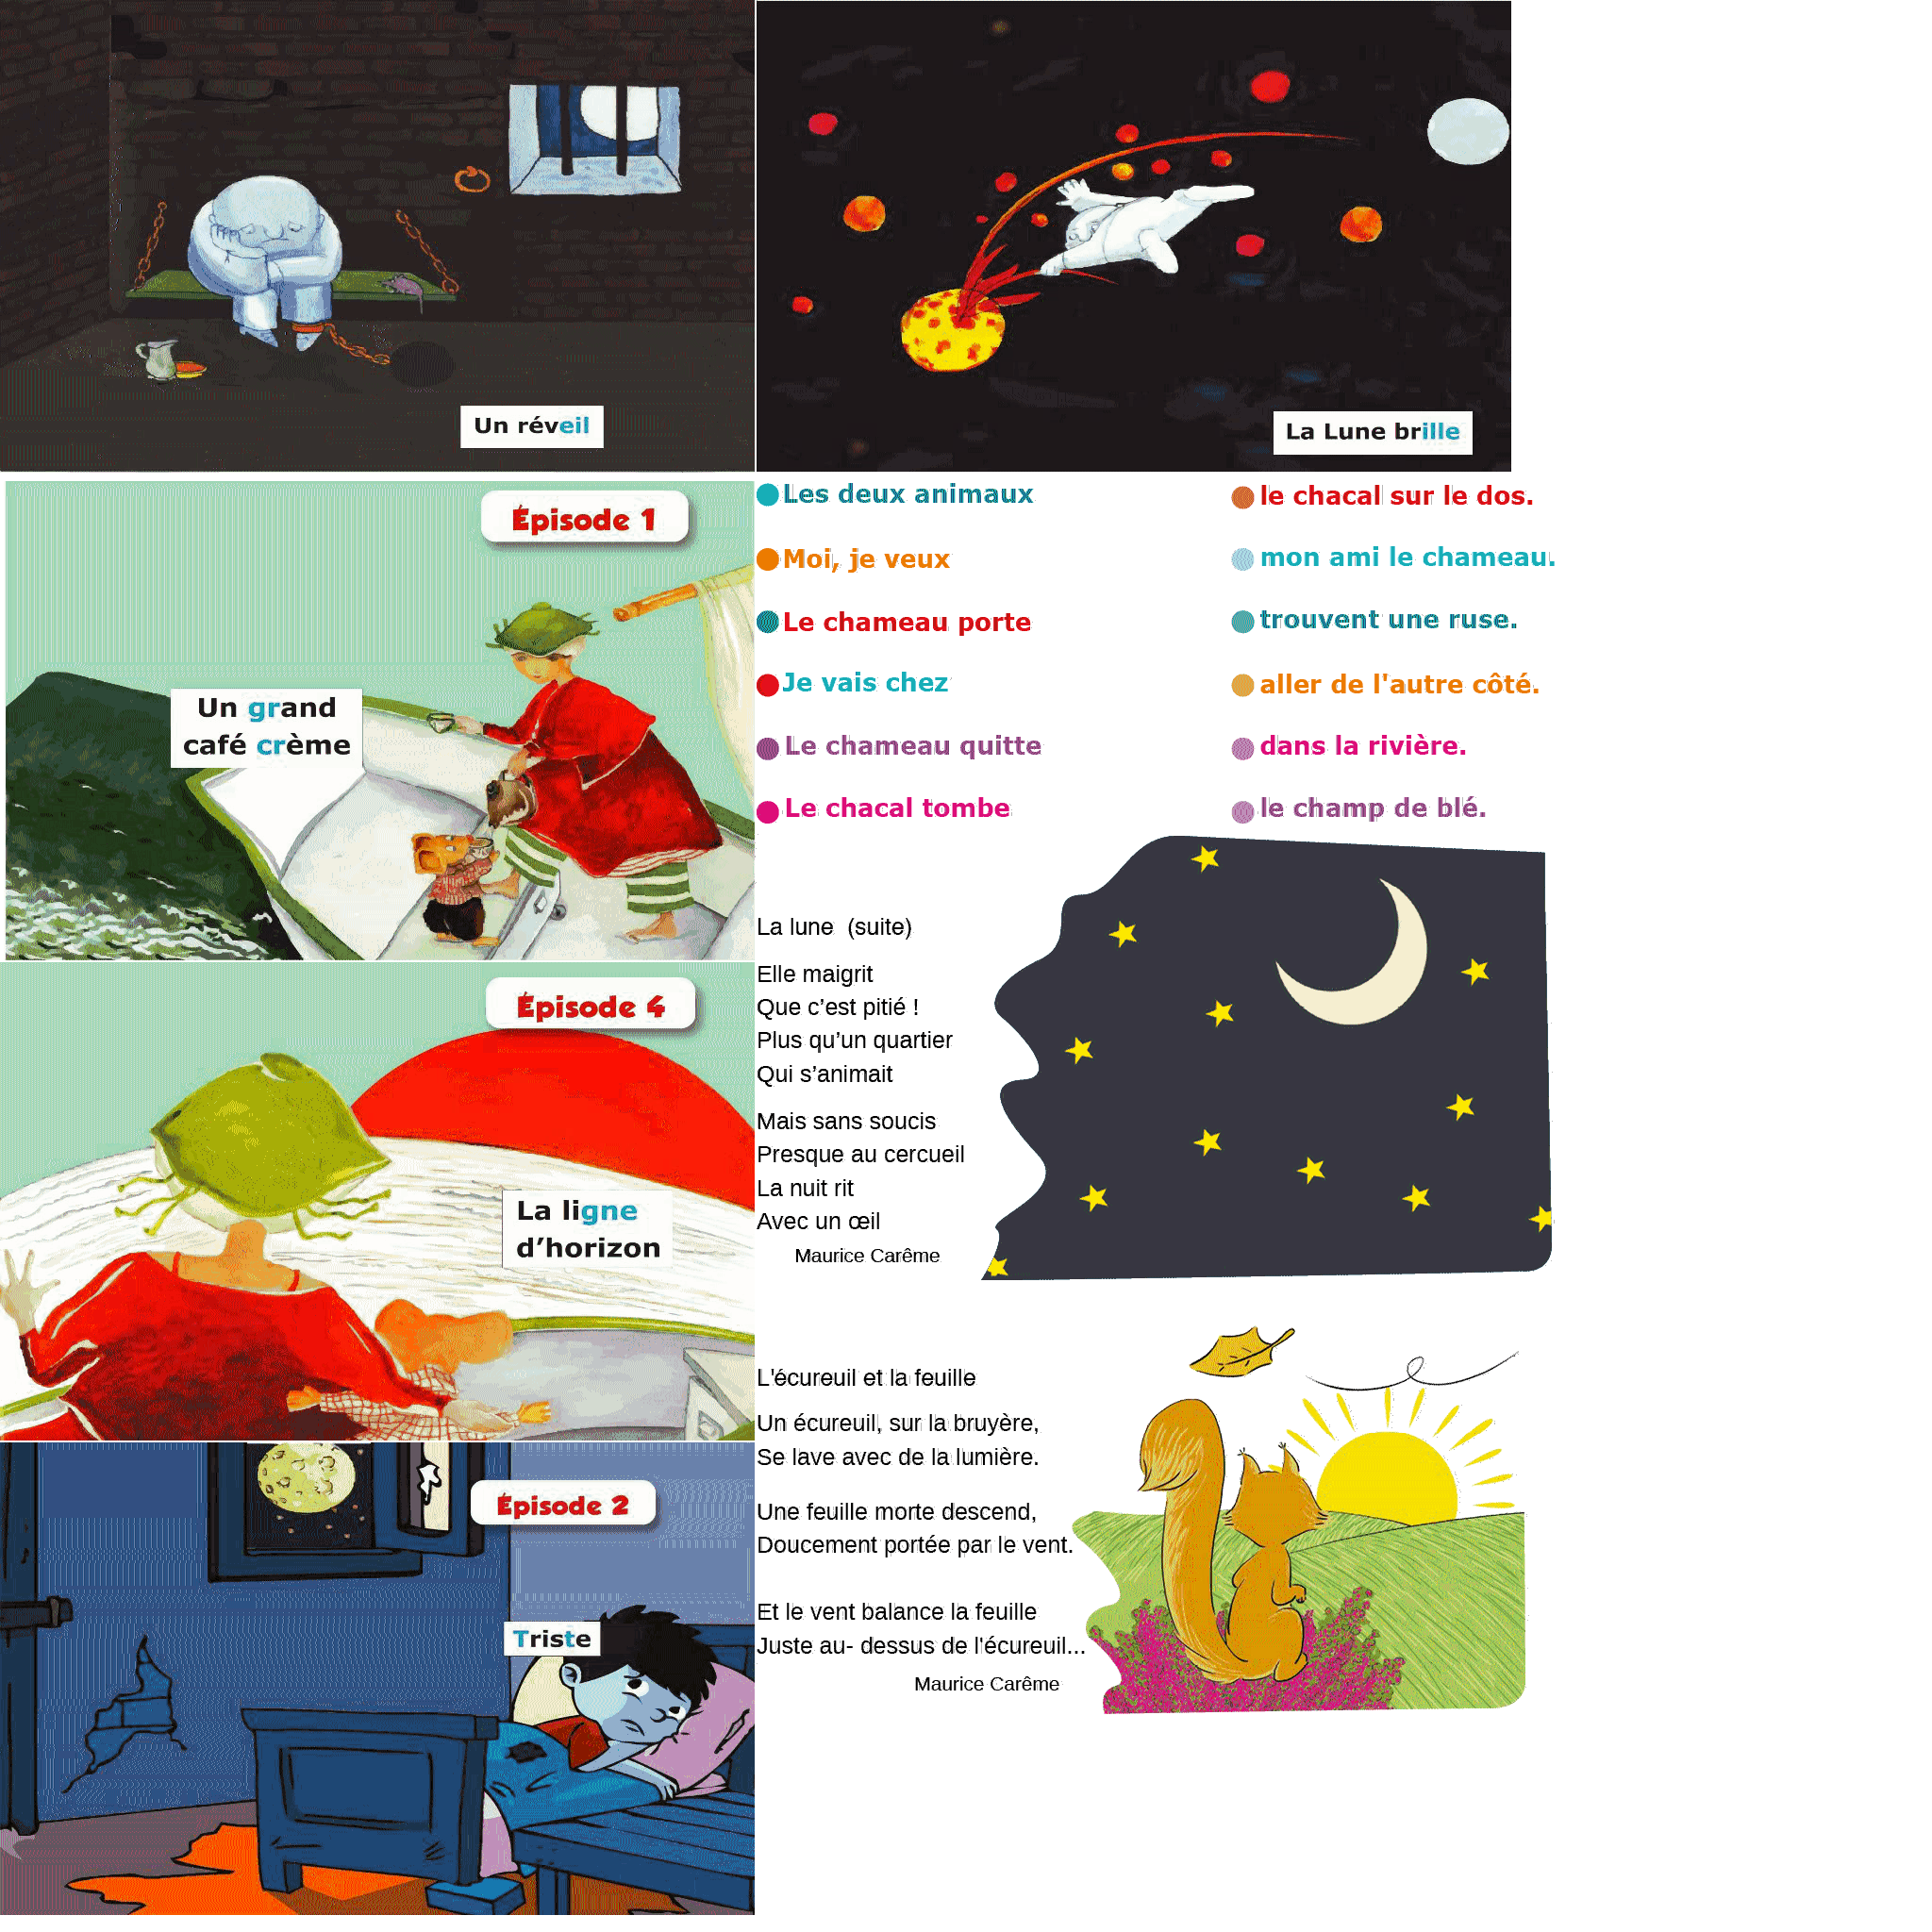 Un réveil
La Lune brille
Épisode 1
Un grand
café crème
Les deux animaux
le chacal sur le dos.
Moi, je veux
mon ami le chameau.
Le chameau porte
trouvent une ruse.
Je vais chez
aller de l'autre côté.
Le chameau quitte
dans la rivière.
Le chacal tombe
le champ de blé.
La lune (suite)
Elle maigrit
Que c’est pitié !
Plus qu’un quartier
Qui s’animait
Mais sans soucis
Presque au cercueil
La nuit rit
Avec un œil
Maurice Carême
Épisode 4
La ligne
d’horizon
L'écureuil et la feuille
Un écureuil, sur la bruyère,
Se lave avec de la lumière.
Une feuille morte descend,
Doucement portée par le vent.
Et le vent balance la feuille
Juste au- dessus de l'écureuil...
Maurice Carême
Épisode 2
Triste